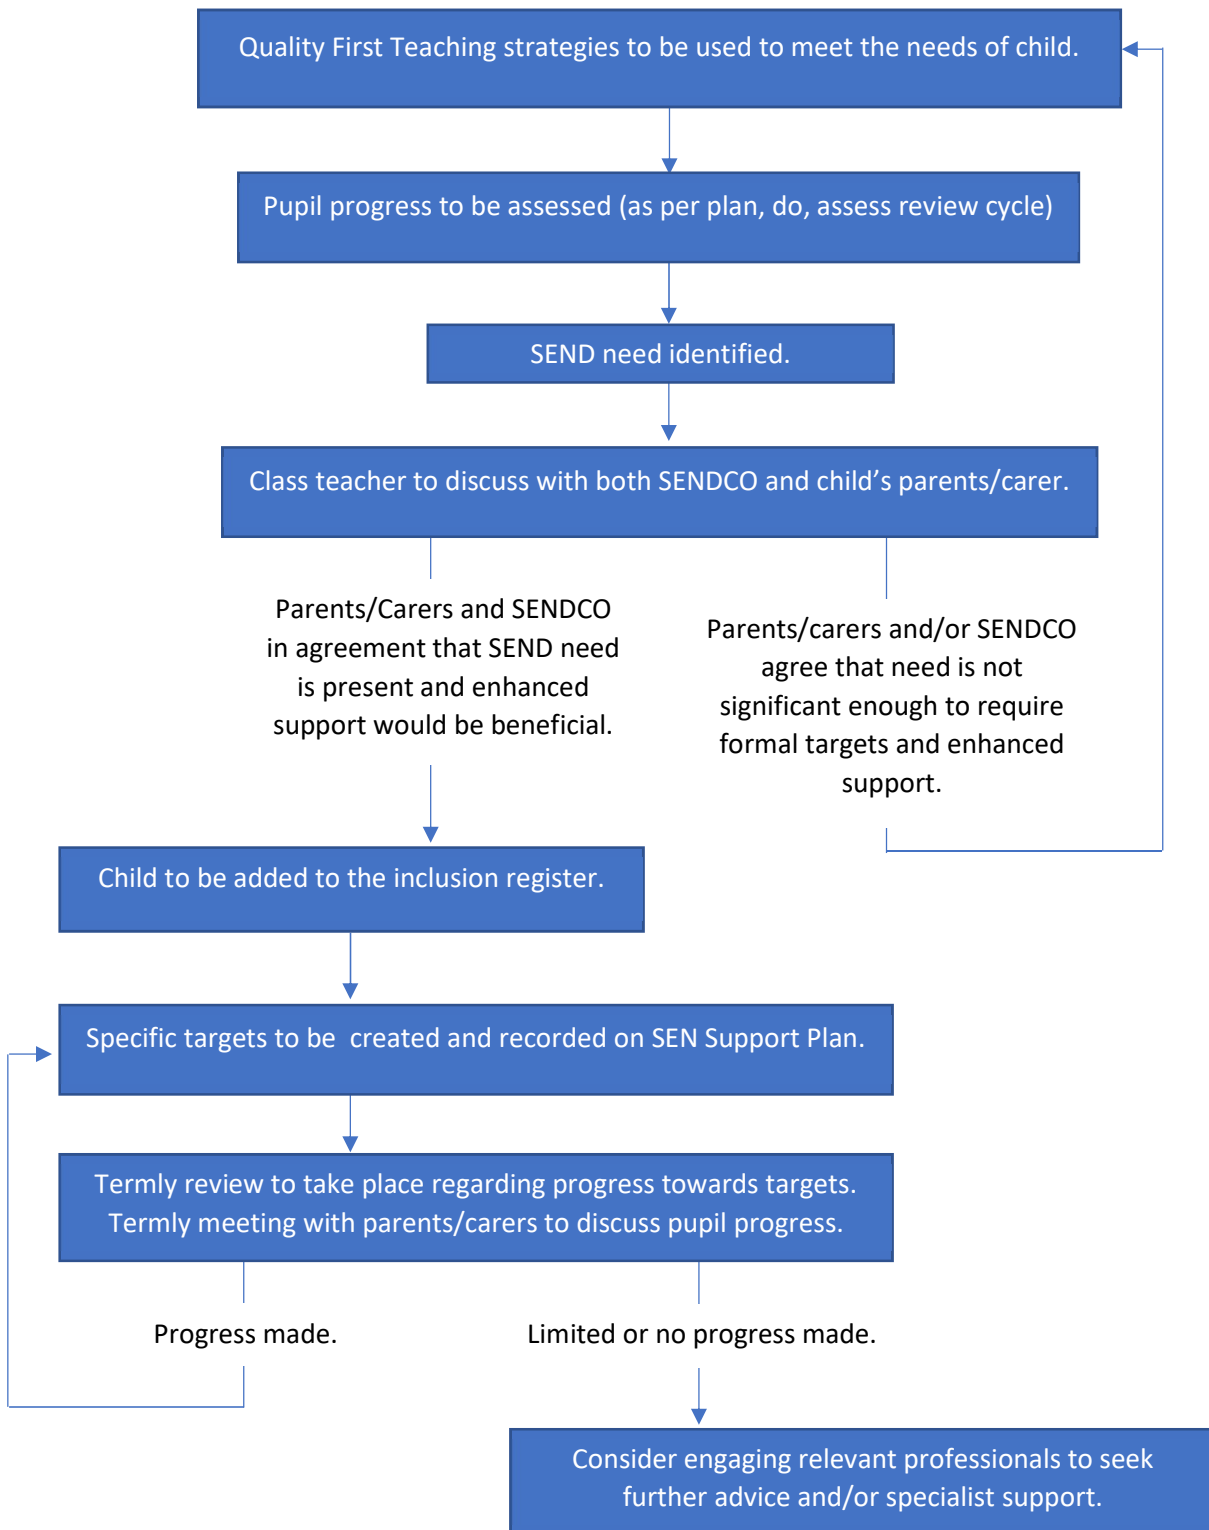 Quality First Teaching strategies to be used to meet the needs of child.
Pupil progress to be assessed (as per plan, do, assess review cycle)
SEND need identified.
Class teacher to discuss with both SENDCO and child’s parents/carer.
Parents/Carers and SENDCO
in agreement that SEND need
is present and enhanced
support would be beneficial.
Parents/carers and/or SENDCO
agree that need is not
significant enough to require
formal targets and enhanced
support.
Child to be added to the inclusion register.
Specific targets to be  created and recorded on SEN Support Plan.
Termly review to take place regarding progress towards targets.
Termly meeting with parents/carers to discuss pupil progress.
Progress made.
Limited or no progress made.
Consider engaging relevant professionals to seek
further advice and/or specialist support.